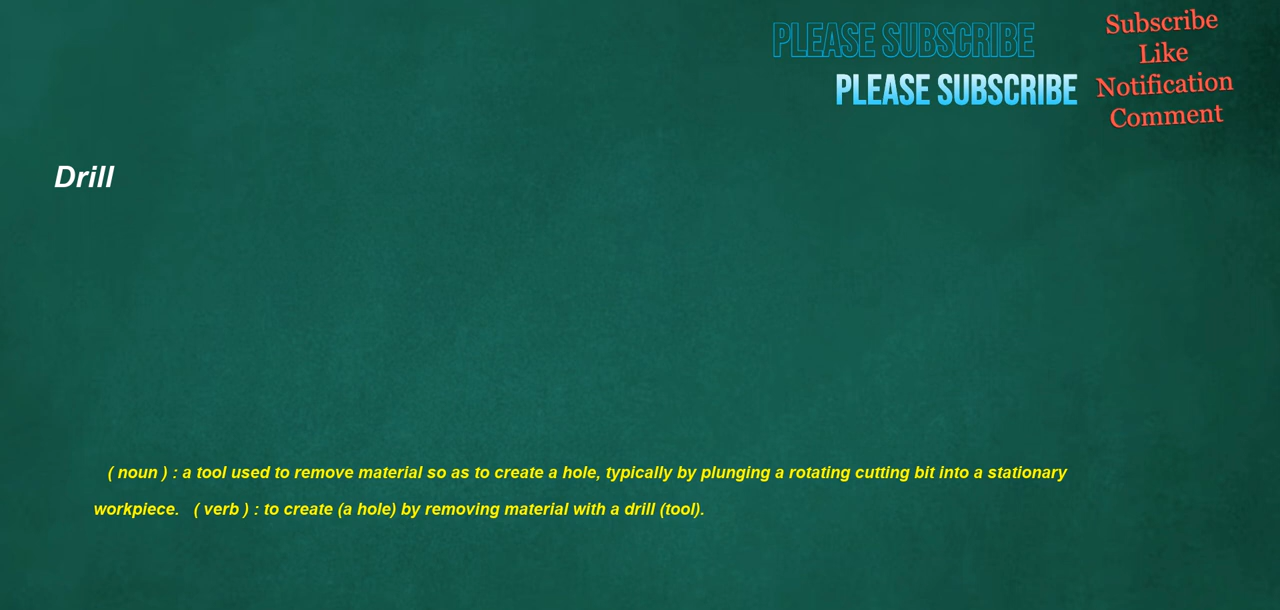 PLEASE SUBSCRIBE
PLEASE SUBSCRIBE
Subscribe
Like
Notification
Comment
Drill
( noun ) : a tool used to remove material so as to create a hole, typically by plunging a rotating cutting bit into a stationary
workpiece. ( verb ) : to create (a hole) by removing material with a drill (tool).